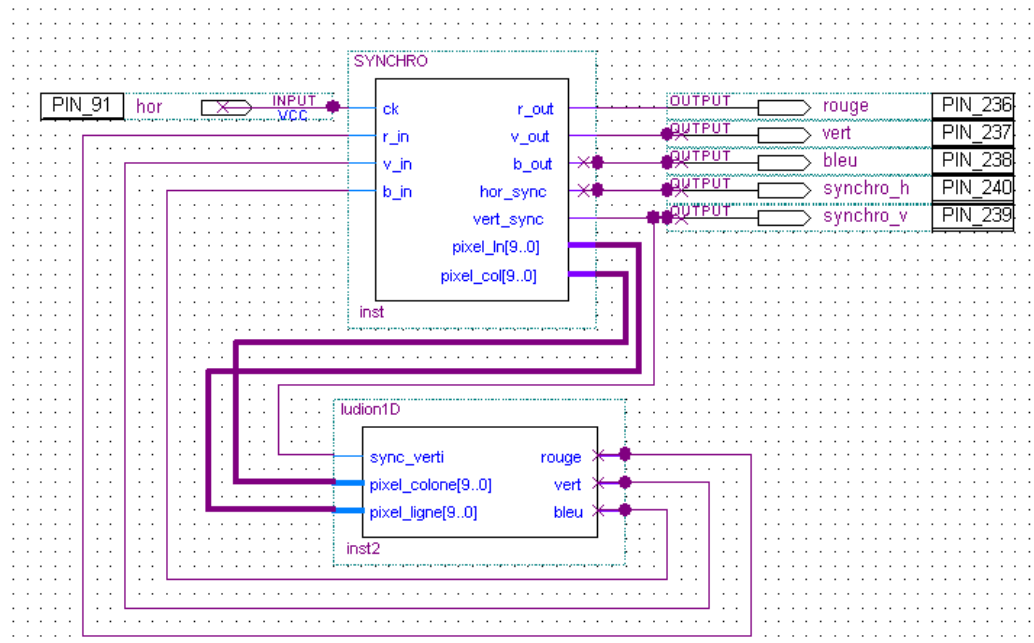 SYNCHRO
PIN_91 hor INPUT VCC
ck r_out
r_in v_out
v_in b_out
b_in hor_sync
vert_sync
pixel_ln[9..0]
pixel_col[9..0]
inst
OUTPUT rouge PIN_236
OUTPUT vert PIN_237
OUTPUT bleu PIN_238
OUTPUT synchro_h PIN_240
OUTPUT synchro_v PIN_239
ludion1D
sync_verti rouge
pixel_colone[9..0] vert
pixel_ligne[9..0] bleu
inst2